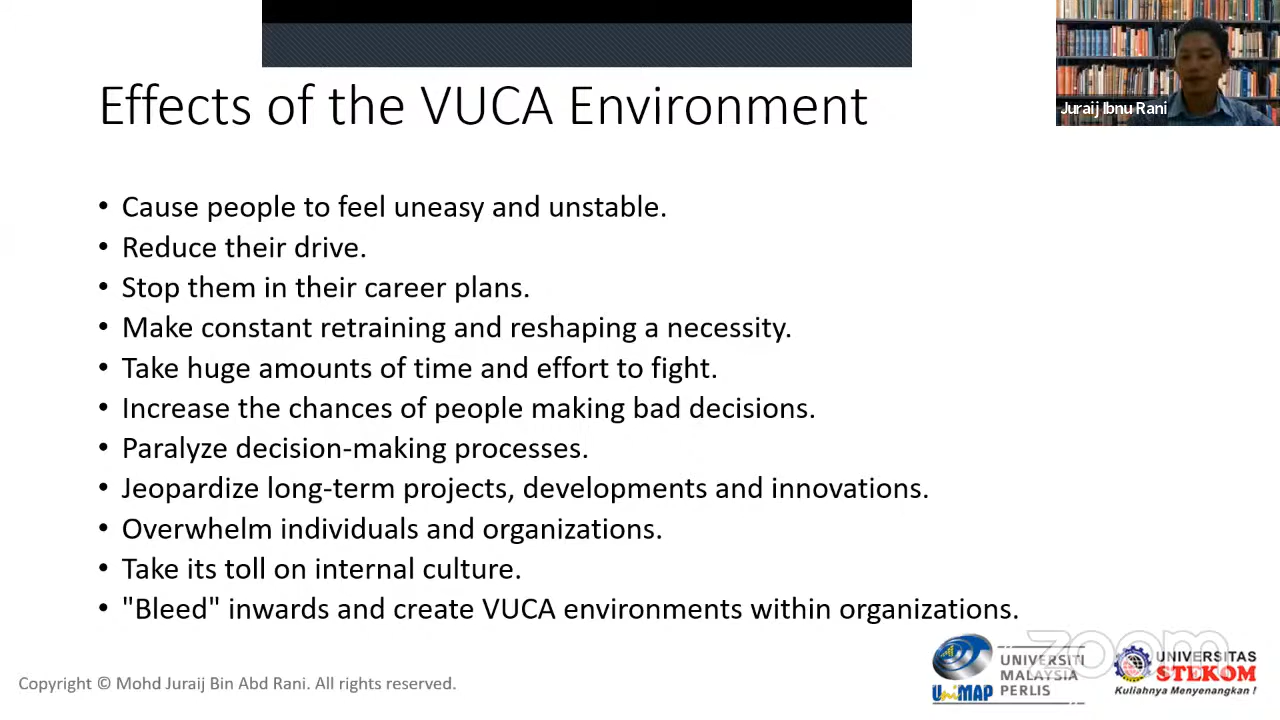 Juraij Ibnu Rani
Effects of the VUCA Environment
• Cause people to feel uneasy and unstable.
• Reduce their drive.
• Stop them in their career plans.
• Make constant retraining and reshaping a necessity.
• Take huge amounts of time and effort to fight.
• Increase the chances of people making bad decisions.
• Paralyze decision-making processes.
• Jeopardize long-term projects, developments and innovations.
• Overwhelm individuals and organizations.
• Take its toll on internal culture.
• "Bleed" inwards and create VUCA environments within organizations.
zoom
Copyright © Mohd Juraij Bin Abd Rani. All rights reserved.
UniMAP
UNIVERSITI
MALAYSIA
PERLIS
UNIVERSITAS
STEKOM
Kuliahnya Menyenangkan !